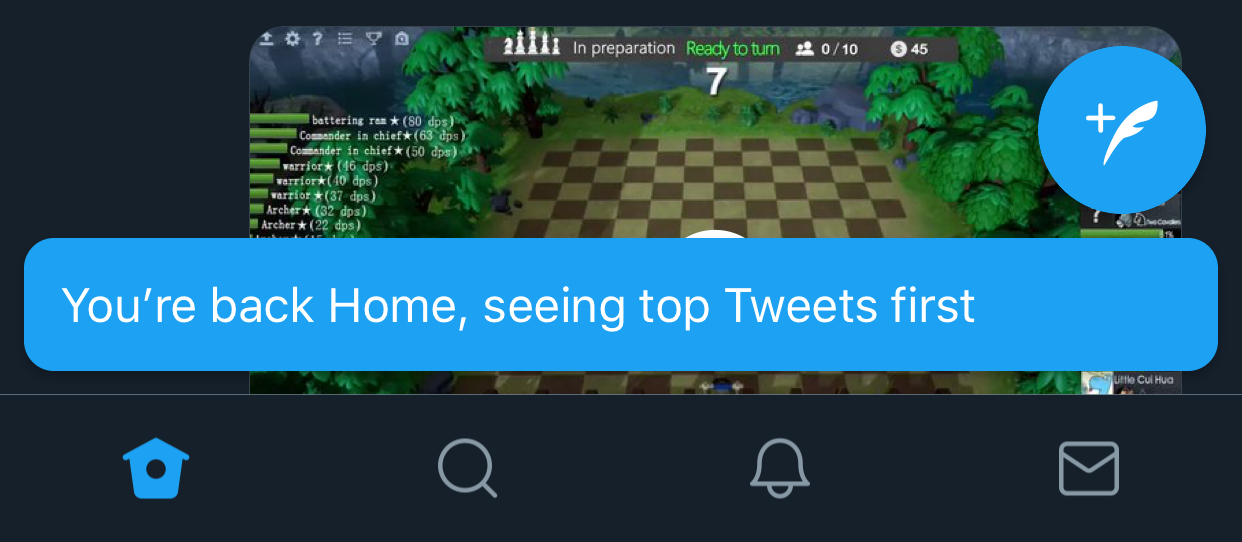 In preparation Ready to turn 0/10 $ 45
7
battering ram ★ (80 dps)
Commander in chief★(63 dps)
Commander in chief★(50 dps)
warrior★(46 dps)
warrior★(40 dps)
warrior ★(37 dps)
Archer★ (32 dps)
Archer★(22 dps)
?
Two Cavalies
You’re back Home, seeing top Tweets first
Little Cui Hua